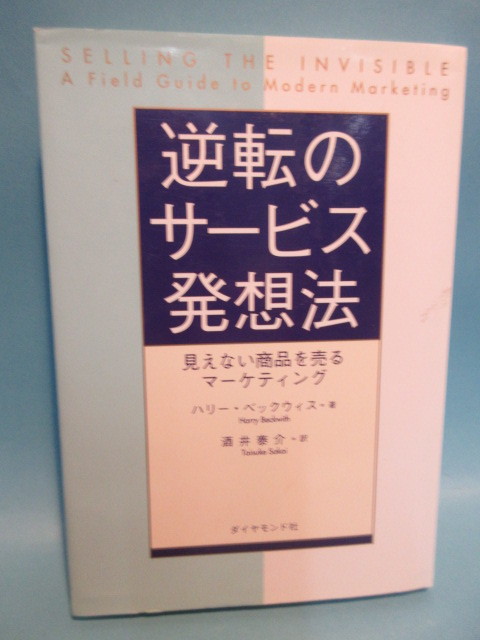 SELLING THE INVISIBLE
A Field Guide to Modern Marketing
逆転の
サービス
発想法
見えない商品を売る
マーケティング
ハリー・ベックウィス・著
Harry Beckwith
酒井泰介・訳
Taisuke Sakai
ダイヤモンド社